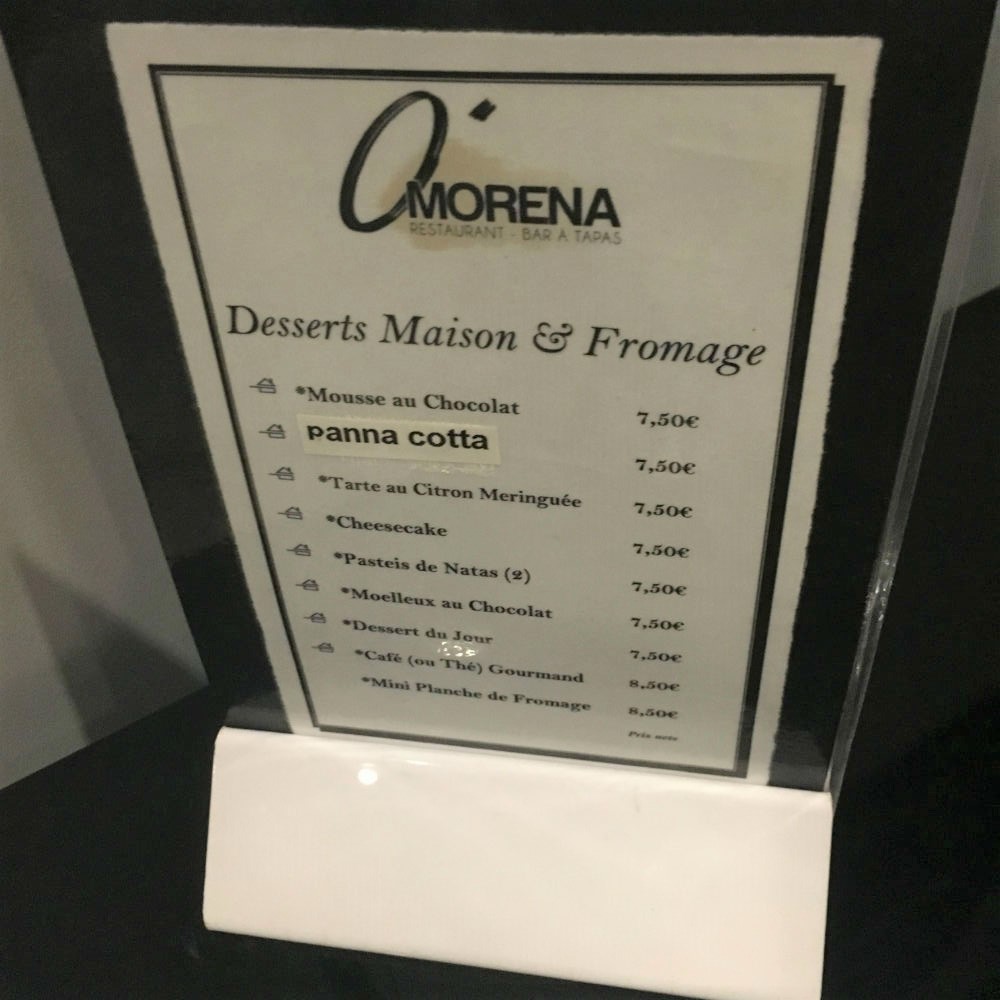 O'MORENA
RESTAURANT - BAR A TAPAS
Desserts Maison & Fromage
*Mousse au Chocolat 7,50€
panna cotta 7,50€
*Tarte au Citron Meringuée 7,50€
*Cheesecake 7,50€
*Pasteis de Natas (2) 7,50€
*Moelleux au Chocolat 7,50€
*Dessert du Jour 7,50€
*Café (ou Thé) Gourmand 8,50€
*Mini Planche de Fromage 8,50€
Prix nets